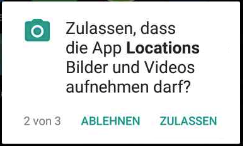 Zulassen, dass
die App Locations
Bilder und Videos
aufnehmen darf?
2 von 3 ABLEHNEN ZULASSEN